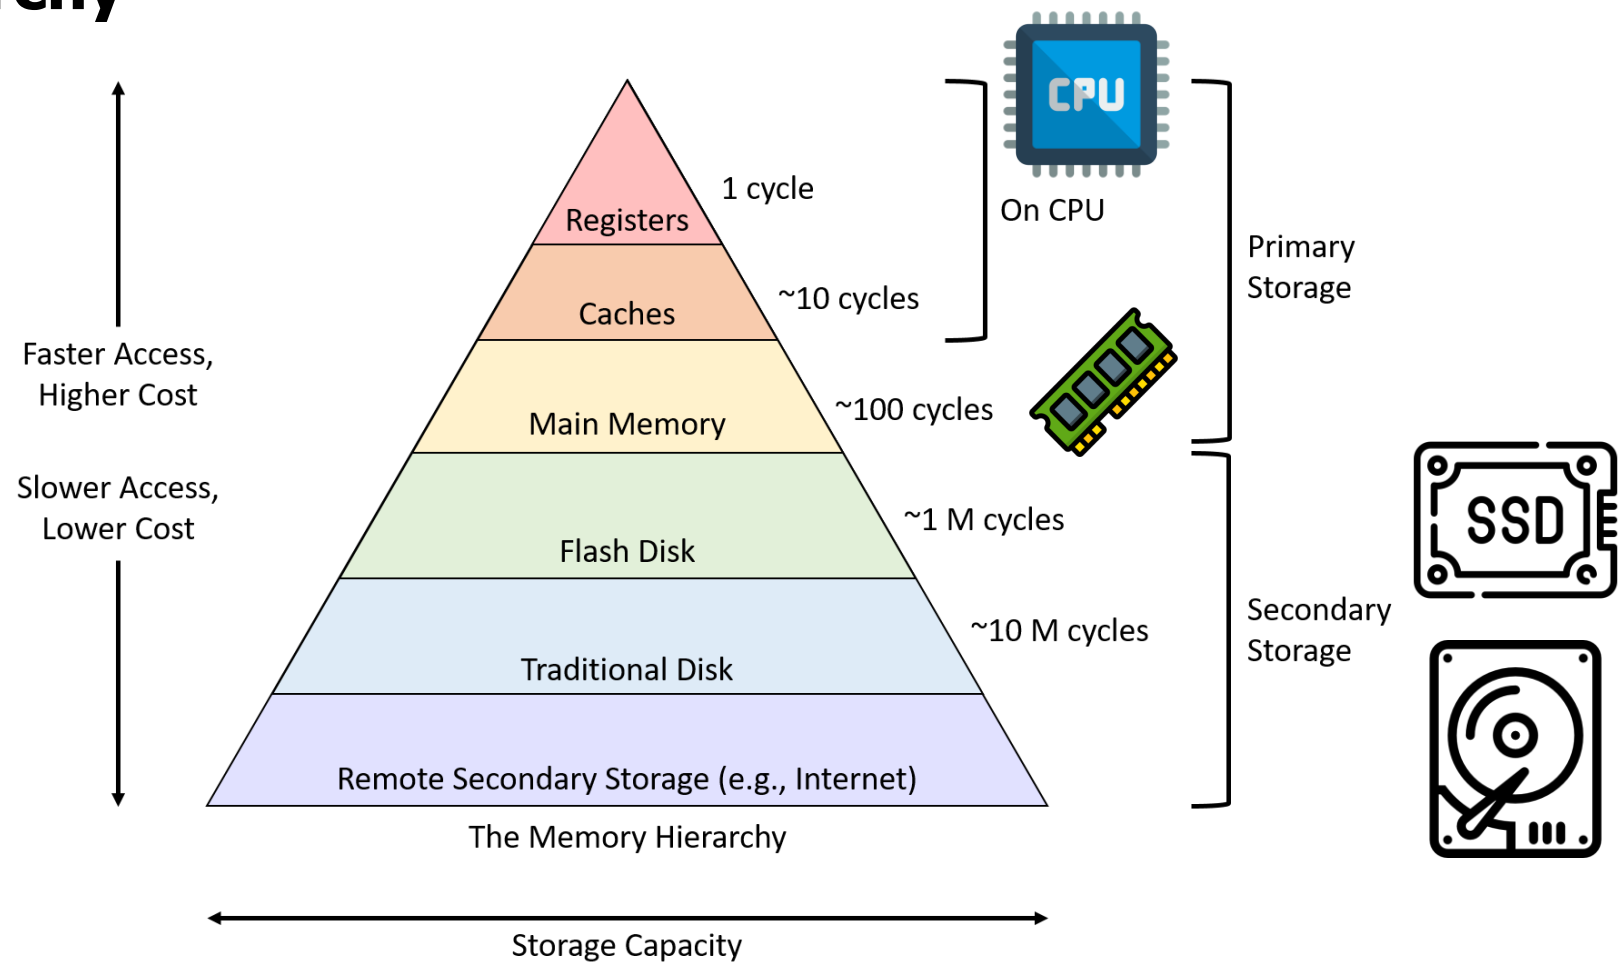 Registers
1 cycle
Caches
~10 cycles
Main Memory
~100 cycles
Flash Disk
~1 M cycles
Traditional Disk
~10 M cycles
Remote Secondary Storage (e.g., Internet)
The Memory Hierarchy
Storage Capacity
Faster Access,
Higher Cost
Slower Access,
Lower Cost
CPU
On CPU
Primary
Storage
Secondary
Storage
SSD